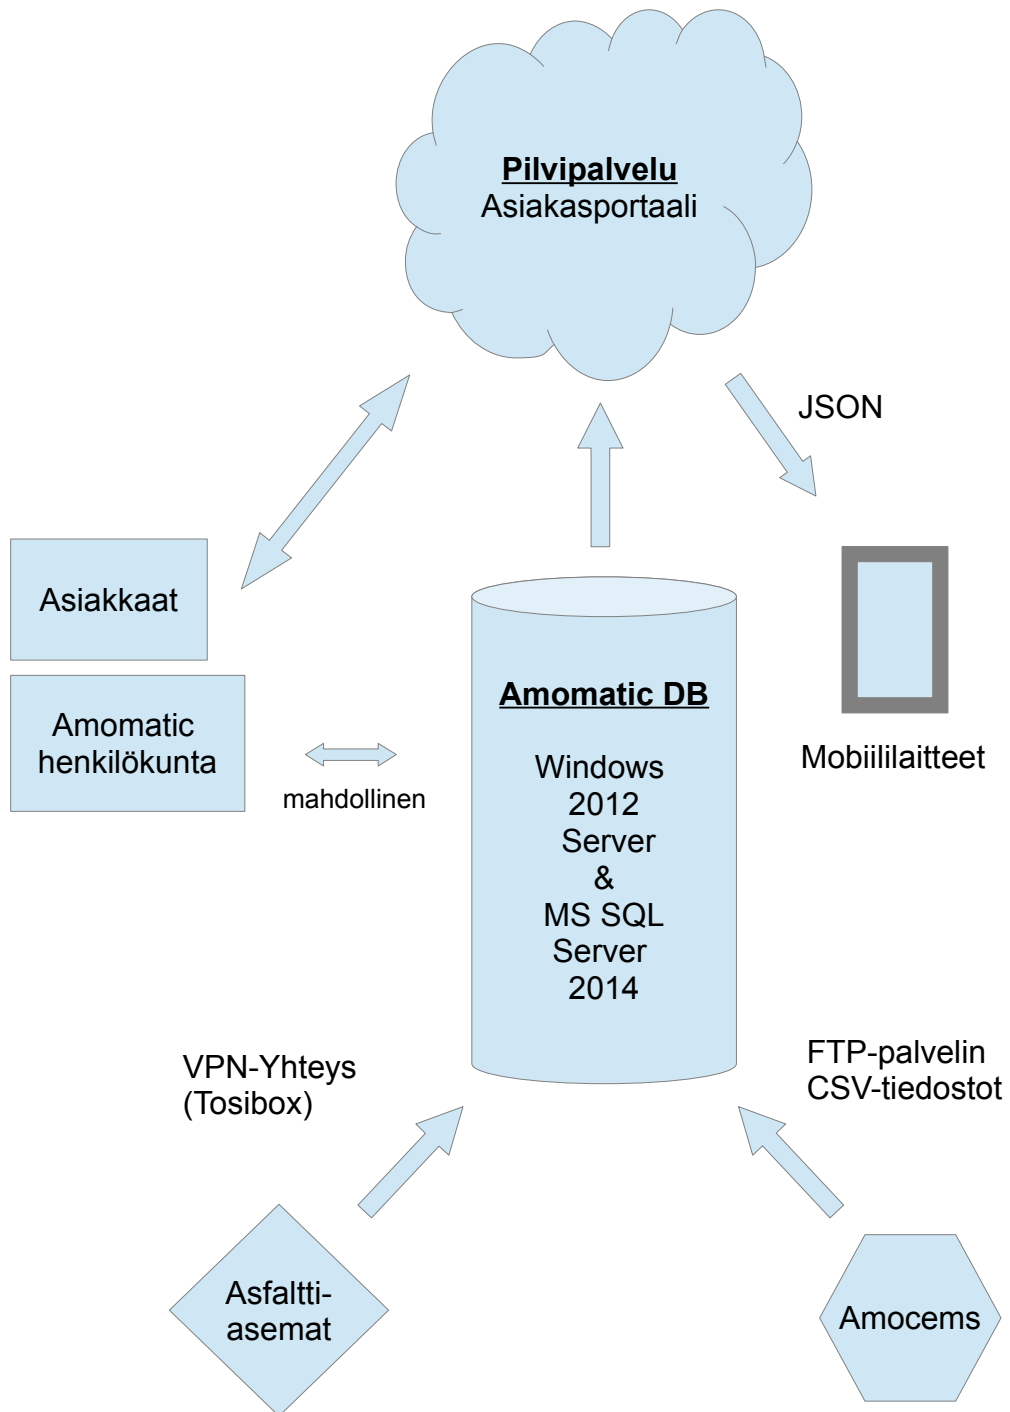 Pilvipalvelu
Asiakasportaali
JSON
Asiakkaat
Amomatic
henkilökunta
mahdollinen
Amomatic DB
Windows
2012
Server
&
MS SQL
Server
2014
Mobiililaitteet
VPN-Yhteys
(Tosibox)
FTP-palvelin
CSV-tiedostot
Asfaltti-
asemat
Amocems